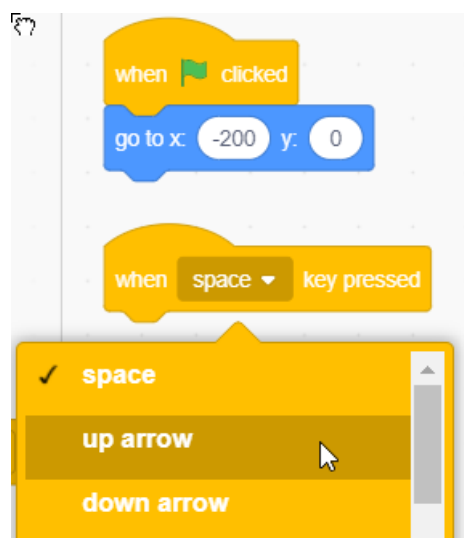 when clicked
go to x: -200 y: 0
when space key pressed
space
up arrow
down arrow